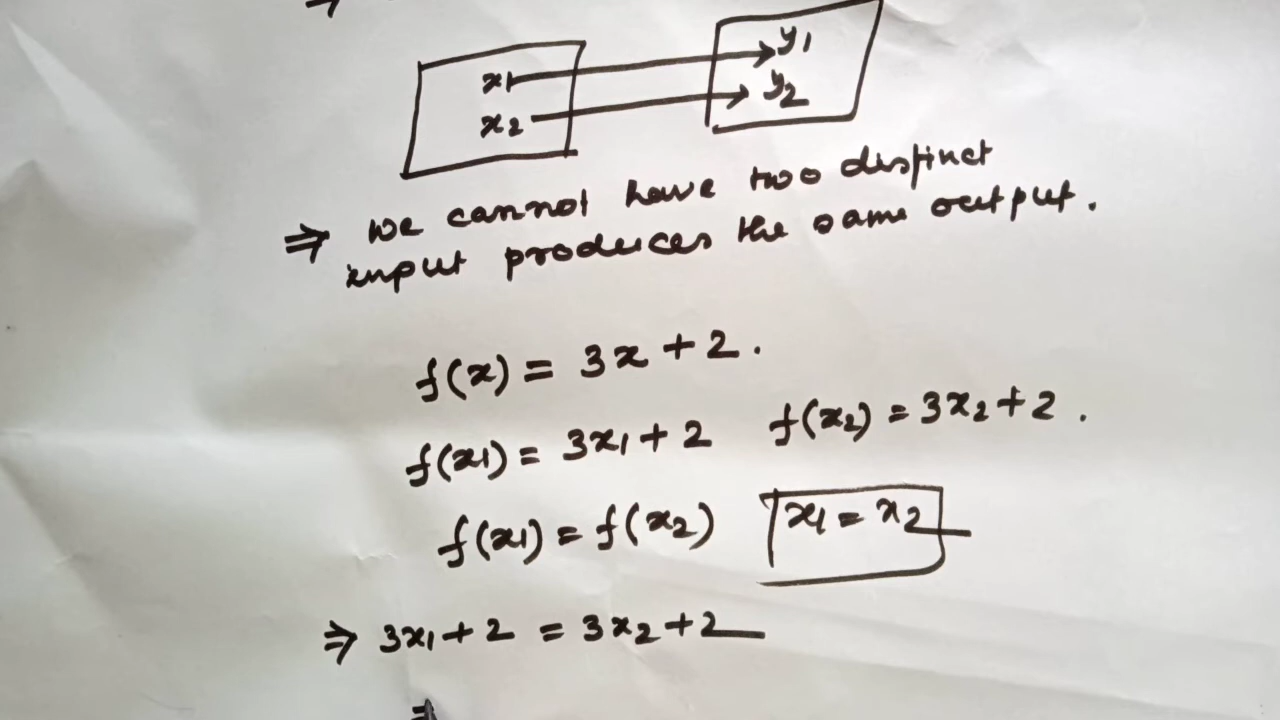 ⇒
x1 y1
x2 y2
⇒ We cannot have two distinct
input produces the same output.
f(x) = 3x + 2.
f(x1) = 3x1 + 2 f(x2) = 3x2 + 2.
f(x1) = f(x2) x1 = x2
⇒ 3x1 + 2 = 3x2 + 2